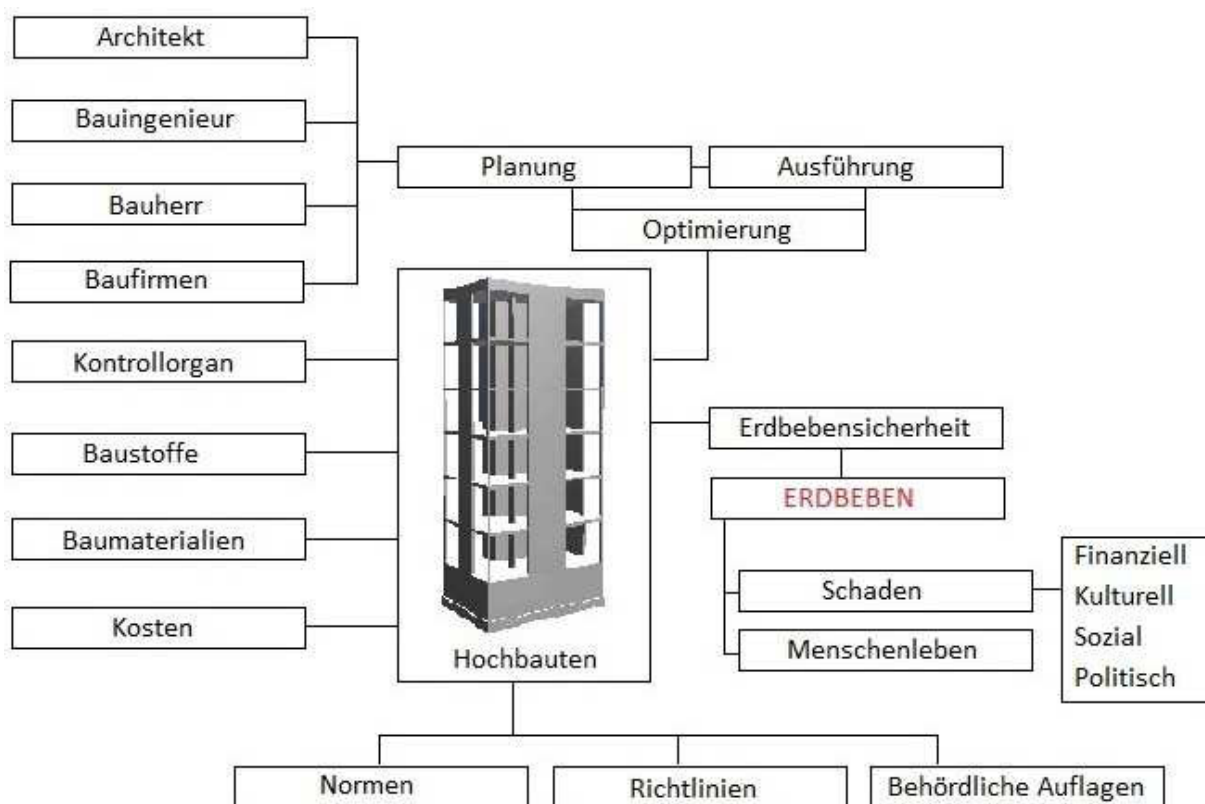 Architekt
Bauingenieur
Bauherr
Baufirmen
Kontrollorgan
Baustoffe
Baumaterialien
Kosten
Planung
Ausführung
Optimierung
Hochbauten
Erdbebensicherheit
ERDBEBEN
Schaden
Menschenleben
Finanziell
Kulturell
Sozial
Politisch
Normen
Richtlinien
Behördliche Auflagen